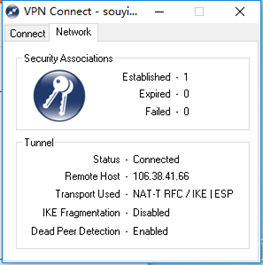 VPN Connect - souyi...
Connect Network
Security Associations
Established - 1
Expired - 0
Failed - 0
Tunnel
Status - Connected
Remote Host - 106.38.41.66
Transport Used - NAT-T RFC / IKE | ESP
IKE Fragmentation - Disabled
Dead Peer Detection - Enabled